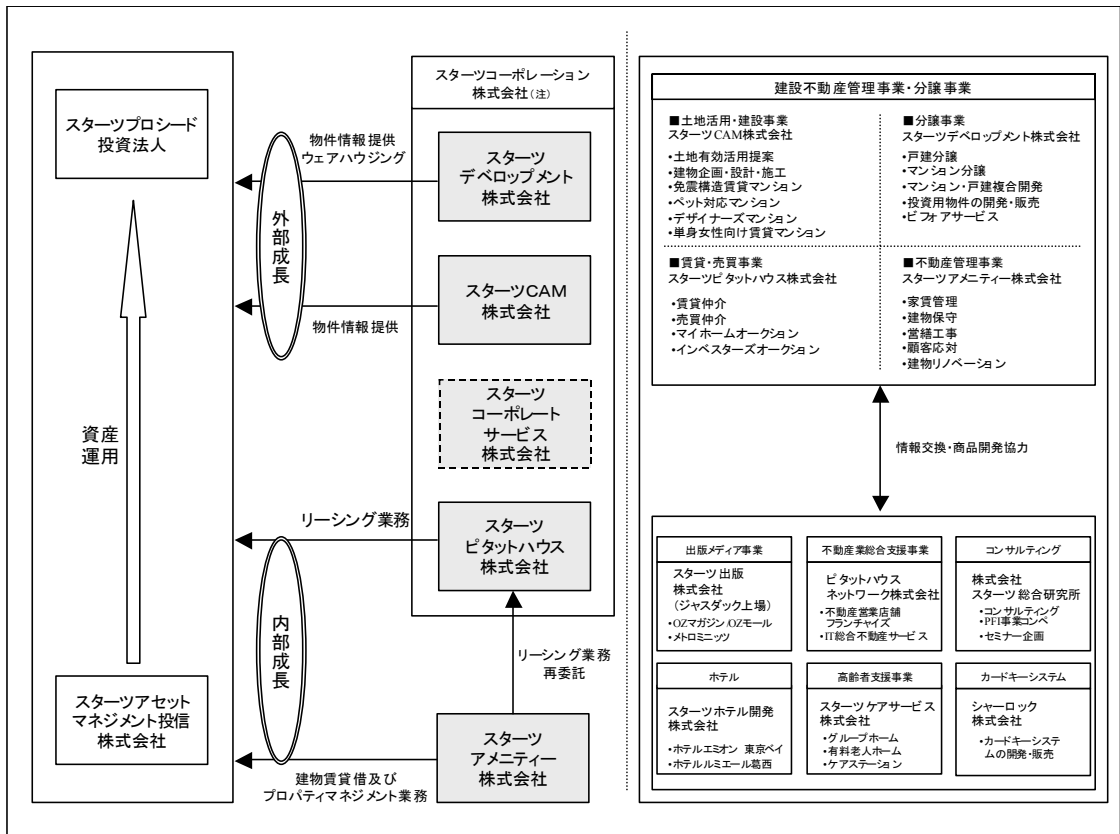 スターツプロシード
投資法人
資産
運用
スターツアセット
マネジメント投信
株式会社
物件情報提供
ウェアハウジング
外部成長
物件情報提供
リーシング業務
内部成長
建物賃貸借及び
プロパティマネジメント業務
スターツコーポレーション
株式会社(注)
スターツ
デベロップメント
株式会社
スターツCAM
株式会社
スターツ
コーポレート
サービス
株式会社
スターツ
ピタットハウス
株式会社
リーシング業務
再委託
スターツ
アメニティー
株式会社
建設不動産管理事業・分譲事業
■土地活用・建設事業
スターツCAM株式会社
・土地有効活用提案
・建物企画・設計・施工
・免震構造賃貸マンション
・ペット対応マンション
・デザイナーズマンション
・単身女性向け賃貸マンション
■分譲事業
スターツデベロップメント株式会社
・戸建分譲
・マンション分譲
・マンション・戸建複合開発
・投資用物件の開発・販売
・ビフォアサービス
■賃貸・売買事業
スターツピタットハウス株式会社
・賃貸仲介
・売買仲介
・マイホームオークション
・インベスターズオークション
■不動産管理事業
スターツアメニティー株式会社
・家賃管理
・建物保守
・営繕工事
・顧客応対
・建物リノベーション
情報交換・商品開発協力
出版メディア事業
スターツ出版
株式会社
(ジャスダック上場)
・OZマガジン/OZモール
・メトロミニッツ
不動産業総合支援事業
ピタットハウス
ネットワーク株式会社
・不動産営業店舗
フランチャイズ
・IT総合不動産サービス
コンサルティング
株式会社
スターツ総合研究所
・コンサルティング
・PFI事業コンペ
・セミナー企画
ホテル
スターツホテル開発
株式会社
・ホテルエミオン 東京ベイ
・ホテルルミエール葛西
高齢者支援事業
スターツケアサービス
株式会社
・グループホーム
・有料老人ホーム
・ケアステーション
カードキーシステム
シャーロック
株式会社
・カードキーシステ
ムの開発・販売